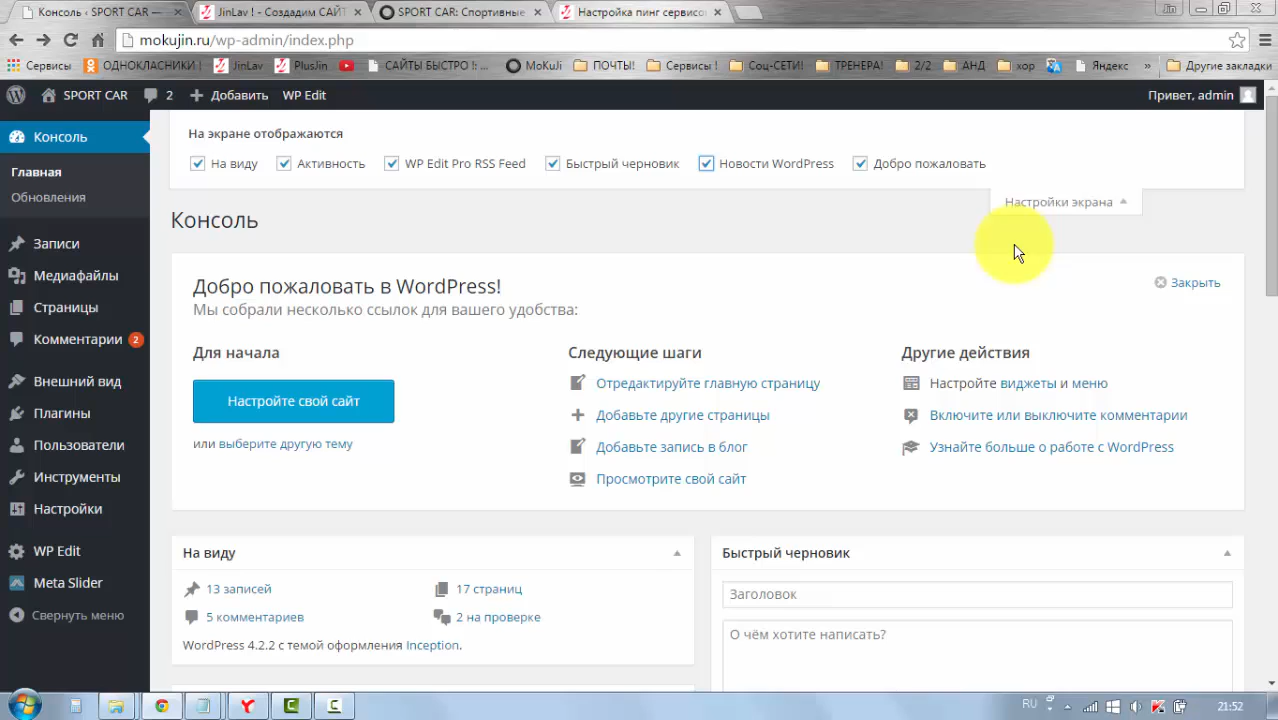 Консоль ‹ SPORT CAR —
JinLav ! - Создадим САЙТ
SPORT CAR: Спортивные
Настройка пинг сервисо
mokujin.ru/wp-admin/index.php
Сервисы ОДНОКЛАСНИКИ JinLav PlusJin САЙТЫ БЫСТРО !: ... MoKuJi ПОЧТЫ! Сервисы ! Соц-СЕТИ! ТРЕНЕРА! 2/2 АНД хор Яндекс » Другие закладки
SPORT CAR 2 Добавить WP Edit Привет, admin
Консоль
Главная
Обновления
Записи
Медиафайлы
Страницы
Комментарии 2
Внешний вид
Плагины
Пользователи
Инструменты
Настройки
WP Edit
Meta Slider
Свернуть меню
На экране отображаются
На виду Активность WP Edit Pro RSS Feed Быстрый черновик Новости WordPress Добро пожаловать
Настройки экрана
Консоль
Добро пожаловать в WordPress!
Закрыть
Мы собрали несколько ссылок для вашего удобства:
Для начала
Настройте свой сайт
или выберите другую тему
Следующие шаги
Отредактируйте главную страницу
Добавьте другие страницы
Добавьте запись в блог
Просмотрите свой сайт
Другие действия
Настройте виджеты и меню
Включите или выключите комментарии
Узнайте больше о работе с WordPress
На виду
13 записей 17 страниц
5 комментариев 2 на проверке
WordPress 4.2.2 с темой оформления Inception.
Быстрый черновик
Заголовок
О чём хотите написать?
RU 21:52